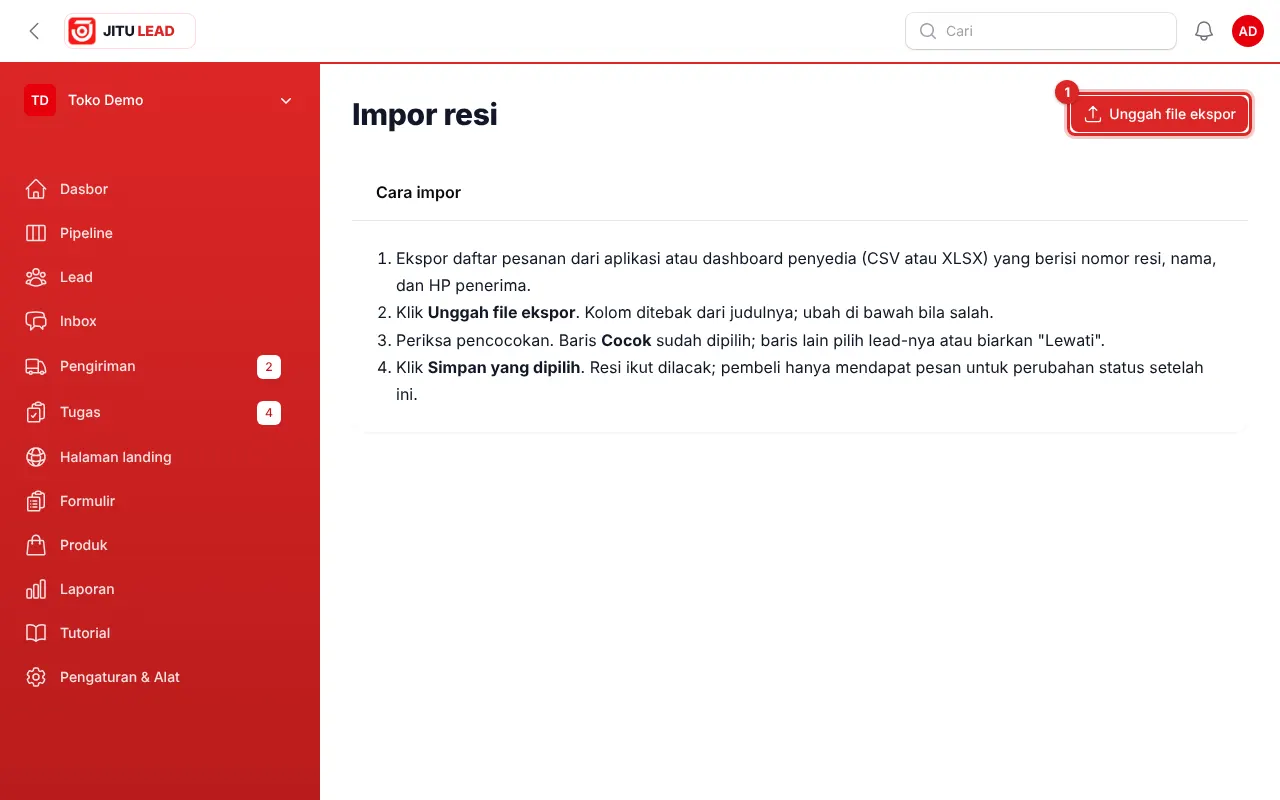 JITU LEAD
Cari
AD
TD
Toko Demo
Dasbor
Pipeline
Lead
Inbox
Pengiriman
2
Tugas
4
Halaman landing
Formulir
Produk
Laporan
Tutorial
Pengaturan & Alat
Impor resi
1
Unggah file ekspor
Cara impor
1. Ekspor daftar pesanan dari aplikasi atau dashboard penyedia (CSV atau XLSX) yang berisi nomor resi, nama,
dan HP penerima.
2. Klik Unggah file ekspor. Kolom ditebak dari judulnya; ubah di bawah bila salah.
3. Periksa pencocokan. Baris Cocok sudah dipilih; baris lain pilih lead-nya atau biarkan "Lewati".
4. Klik Simpan yang dipilih. Resi ikut dilacak; pembeli hanya mendapat pesan untuk perubahan status setelah
ini.